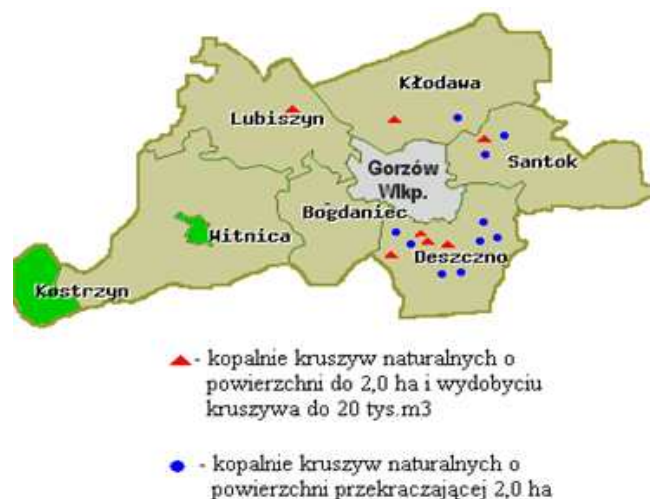 Kłodawa
Lubiszyn
Santok
Gorzów
Wlkp.
Bogdaniec
Witnica
Deszczno
Kostrzyn
- kopalnie kruszyw naturalnych o
powierzchni do 2,0 ha i wydobyciu
kruszywa do 20 tys.m3
- kopalnie kruszyw naturalnych o
powierzchni przekraczającej 2,0 ha